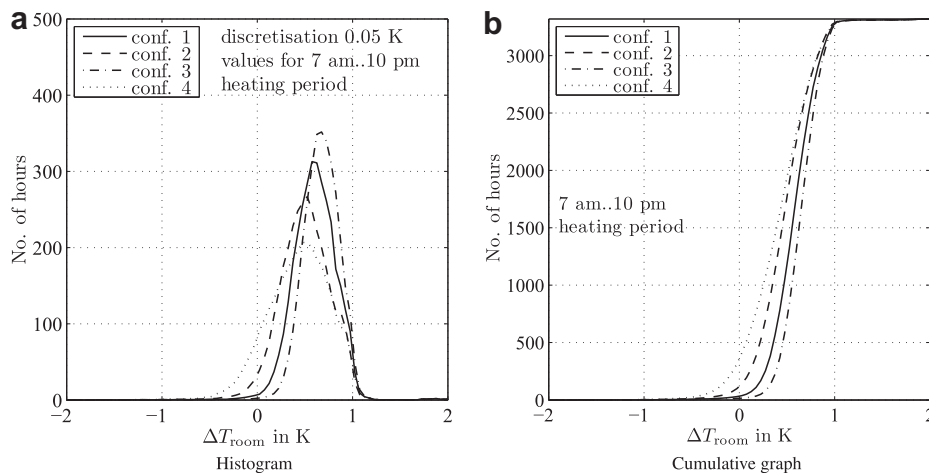 a
500
400
300
200
100
0
No. of hours
conf. 1
conf. 2
conf. 3
conf. 4
discretisation 0.05 K
values for 7 am..10 pm
heating period
−2 −1 0 1 2
ΔT_room in K
Histogram
b
3000
2500
2000
1500
1000
500
0
No. of hours
conf. 1
conf. 2
conf. 3
conf. 4
7 am..10 pm
heating period
−2 −1 0 1 2
ΔT_room in K
Cumulative graph